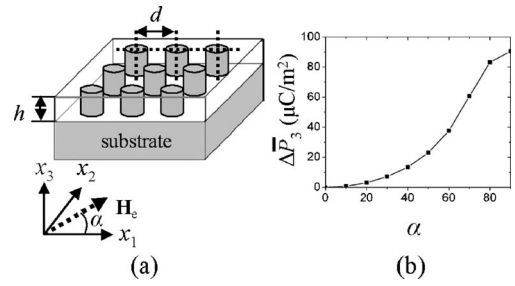 d
h
substrate
x₃
x₂
Hₑ
α
x₁
(a)
ΔP̅₃ (μC/m²)
100
80
60
40
20
0
0 20 40 60 80
α
(b)